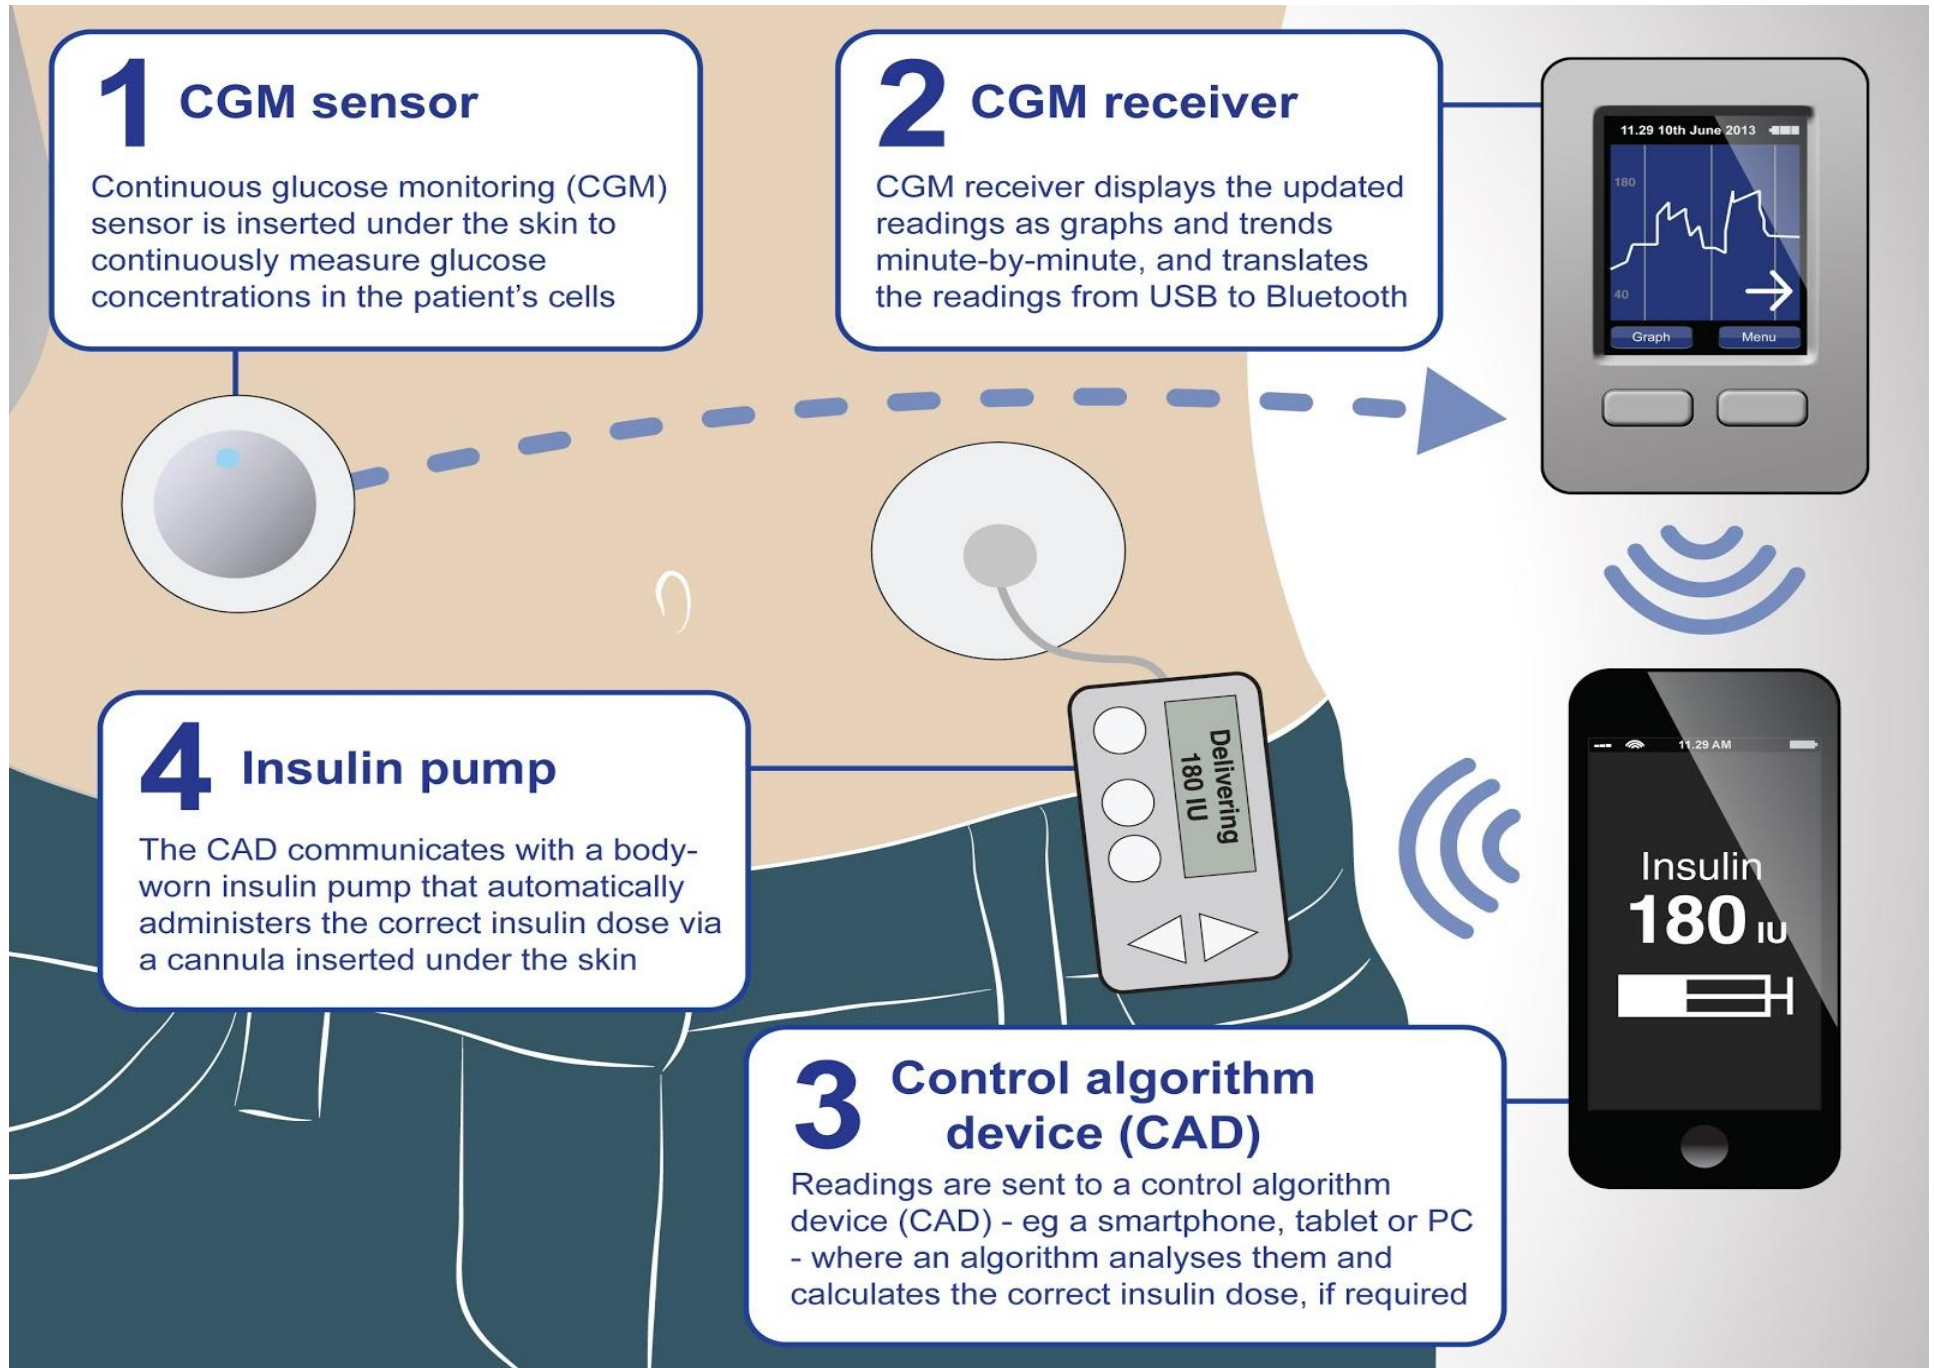 1 CGM sensor
Continuous glucose monitoring (CGM)
sensor is inserted under the skin to
continuously measure glucose
concentrations in the patient's cells
2 CGM receiver
CGM receiver displays the updated
readings as graphs and trends
minute-by-minute, and translates
the readings from USB to Bluetooth
11.29 10th June 2013
180
40
Graph Menu
4 Insulin pump
The CAD communicates with a body-
worn insulin pump that automatically
administers the correct insulin dose via
a cannula inserted under the skin
Delivering
180 IU
11.29 AM
Insulin
180 IU
3 Control algorithm
device (CAD)
Readings are sent to a control algorithm
device (CAD) - eg a smartphone, tablet or PC
- where an algorithm analyses them and
calculates the correct insulin dose, if required